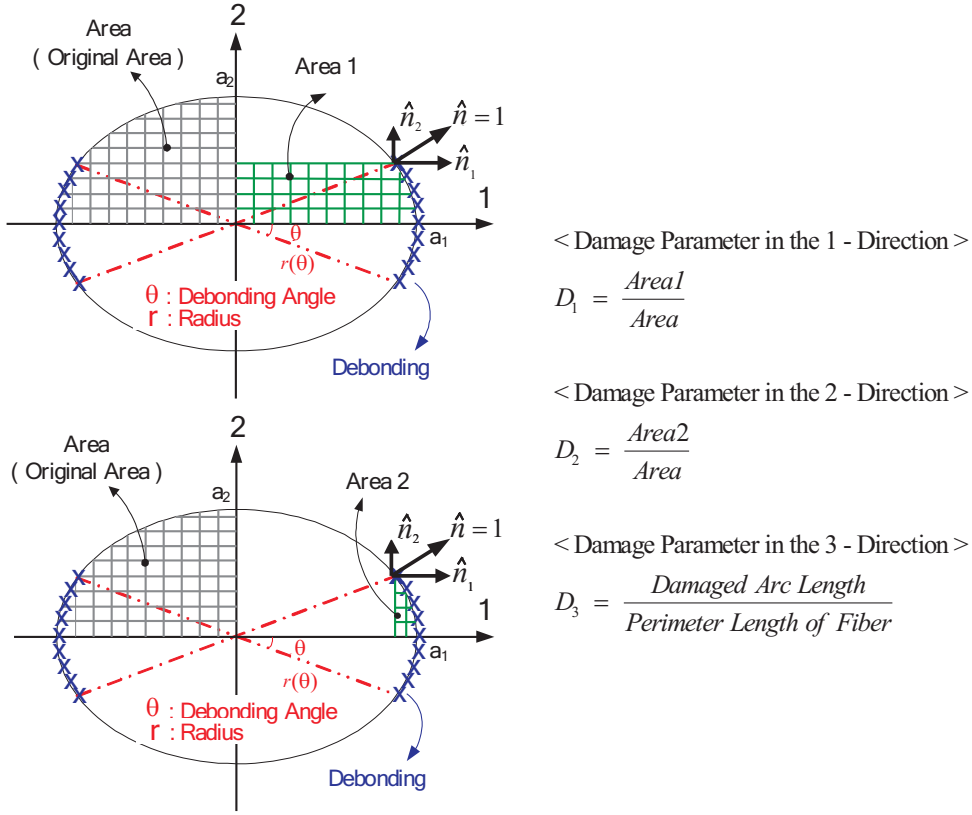 2
Area
( Original Area )
a₂
Area 1
n̂₂
n̂ = 1
n̂₁
1
θ
a₁
r(θ)
θ : Debonding Angle
r : Radius
Debonding
< Damage Parameter in the 1 - Direction >
D₁ = Area1 / Area
< Damage Parameter in the 2 - Direction >
D₂ = Area2 / Area
2
Area
( Original Area )
a₂
Area 2
n̂₂
n̂ = 1
n̂₁
1
θ
a₁
r(θ)
θ : Debonding Angle
r : Radius
Debonding
< Damage Parameter in the 3 - Direction >
D₃ = Damaged Arc Length / Perimeter Length of Fiber